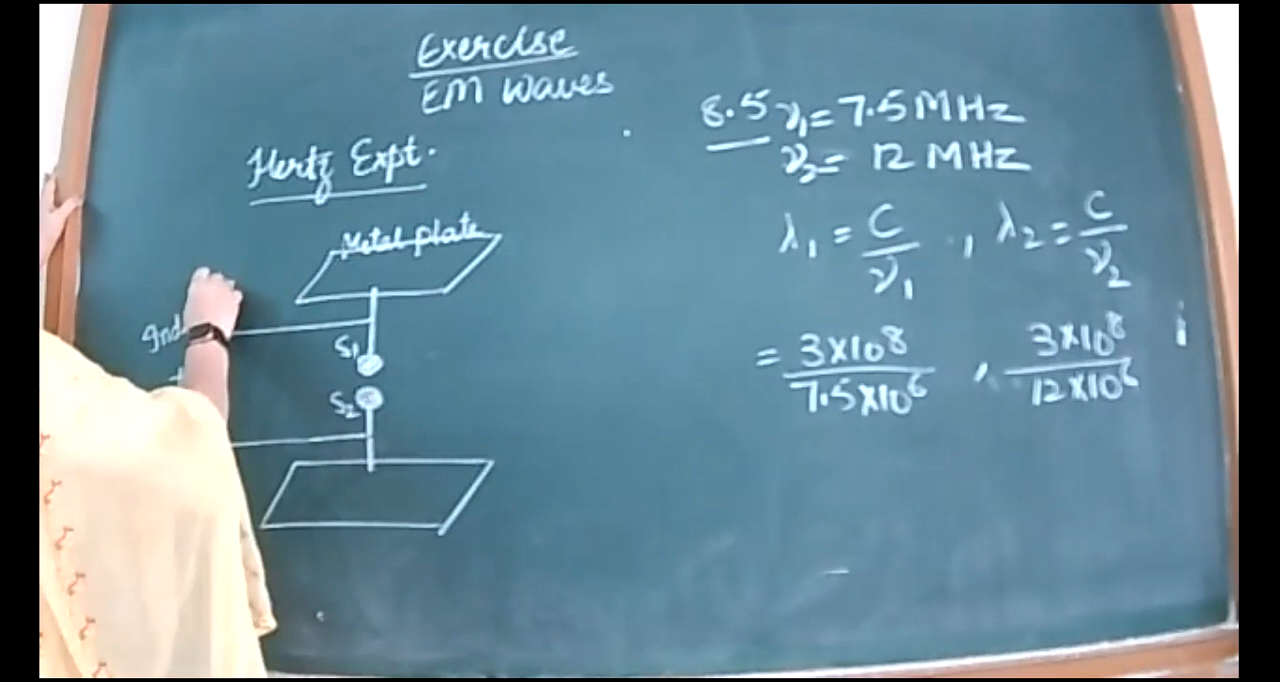 Exercise
EM Waves
Hertz Expt.
Metal plate
S1
S2
8.5 ν1 = 7.5 MHz
ν2 = 12 MHz
λ1 = C/ν1 , λ2 = C/ν2
= 3×10^8/7.5×10^6 , 3×10^8/12×10^6